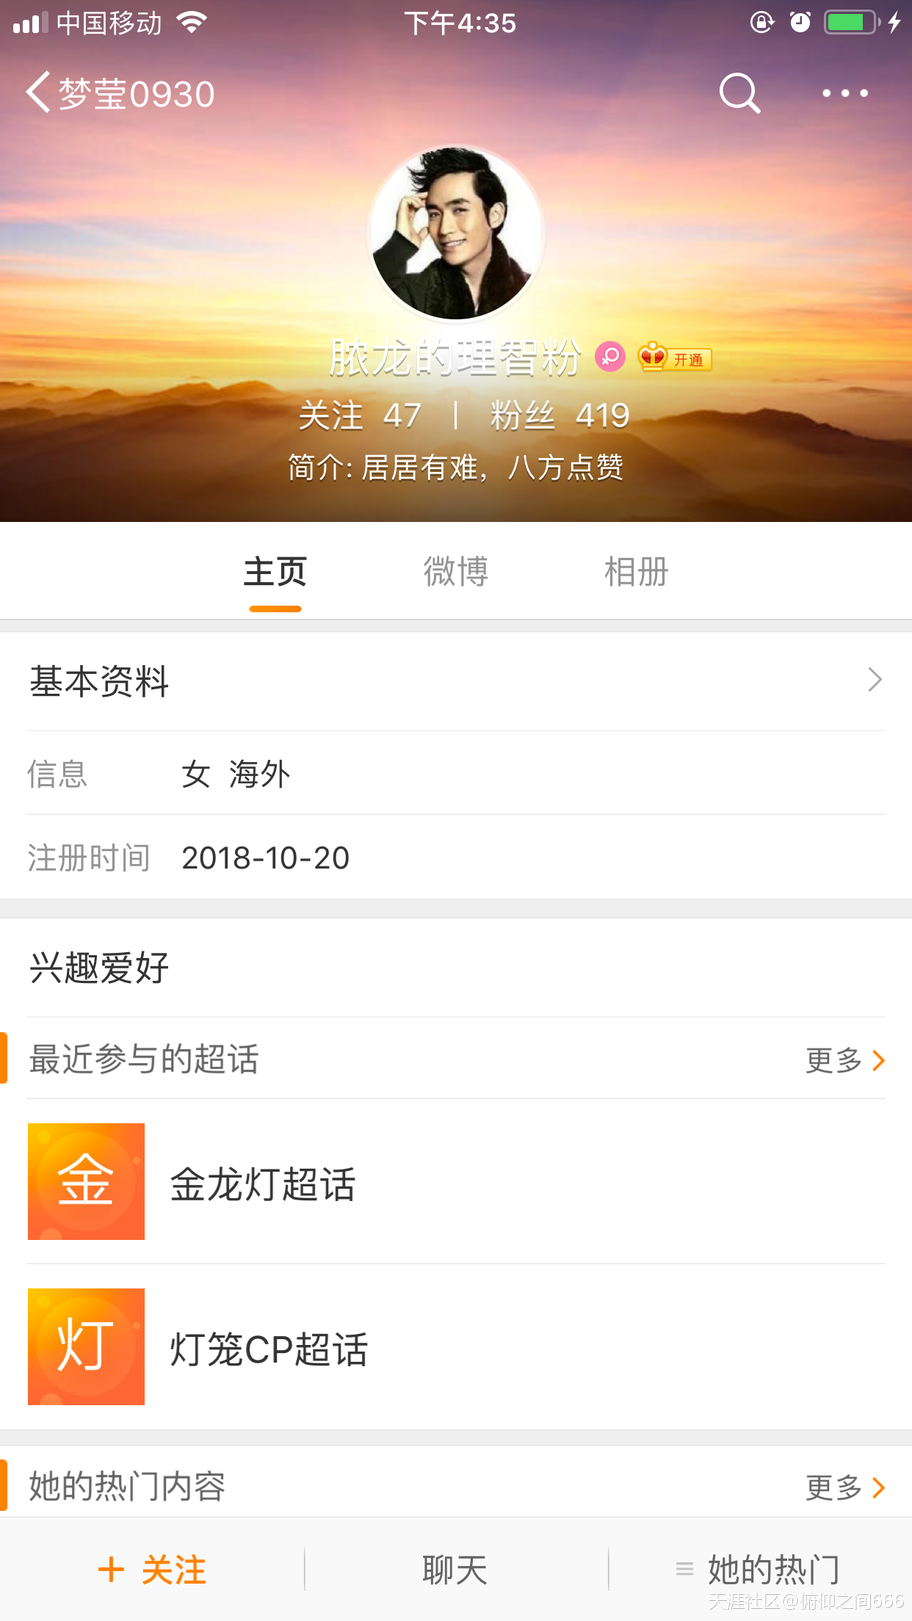 中国移动 下午4:35
梦莹0930
脓龙的理智粉 开通
关注 47 | 粉丝 419
简介: 居居有难，八方点赞
主页 微博 相册
基本资料
信息 女 海外
注册时间 2018-10-20
兴趣爱好
最近参与的超话 更多
金 金龙灯超话
灯 灯笼CP超话
她的热门内容 更多
+ 关注 聊天 她的热门
天涯社区@俯仰之间666